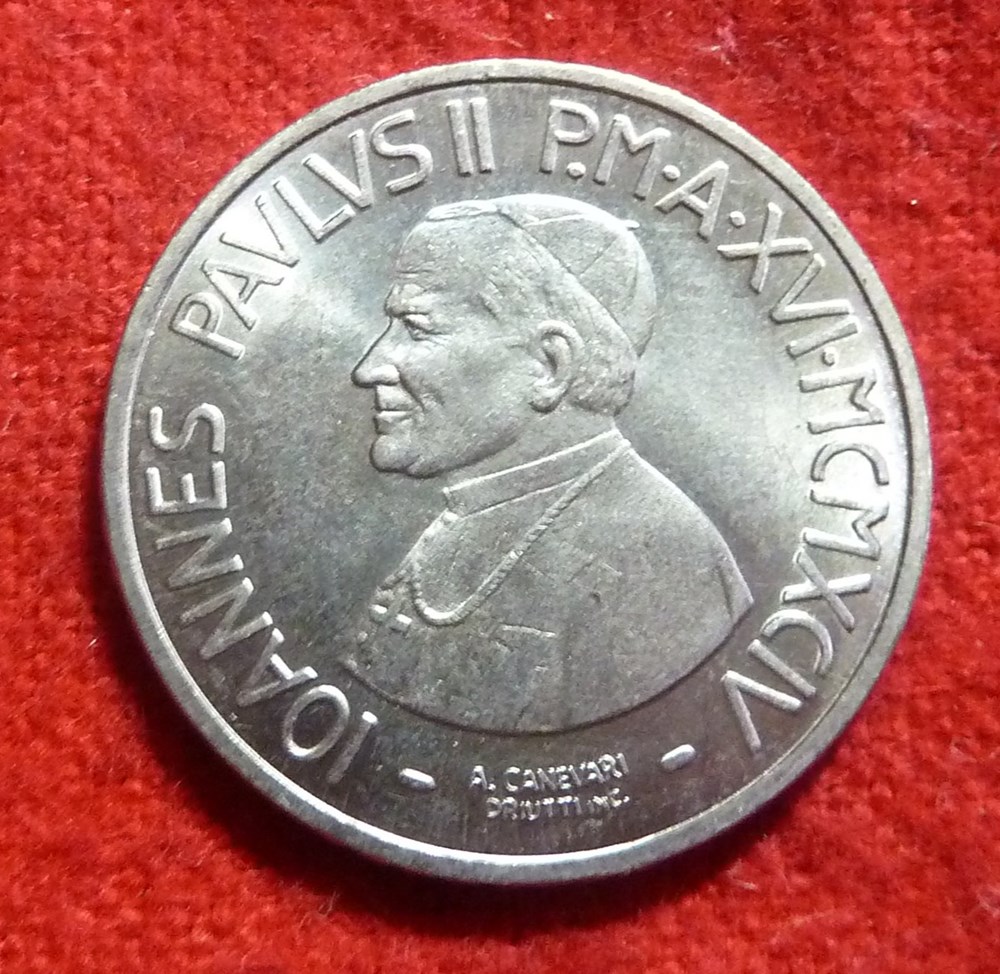 IOANNES PAVLVS II P.M·A·XVI·MCMXCIV
A. CANEVARI
DRIUTTI INC.